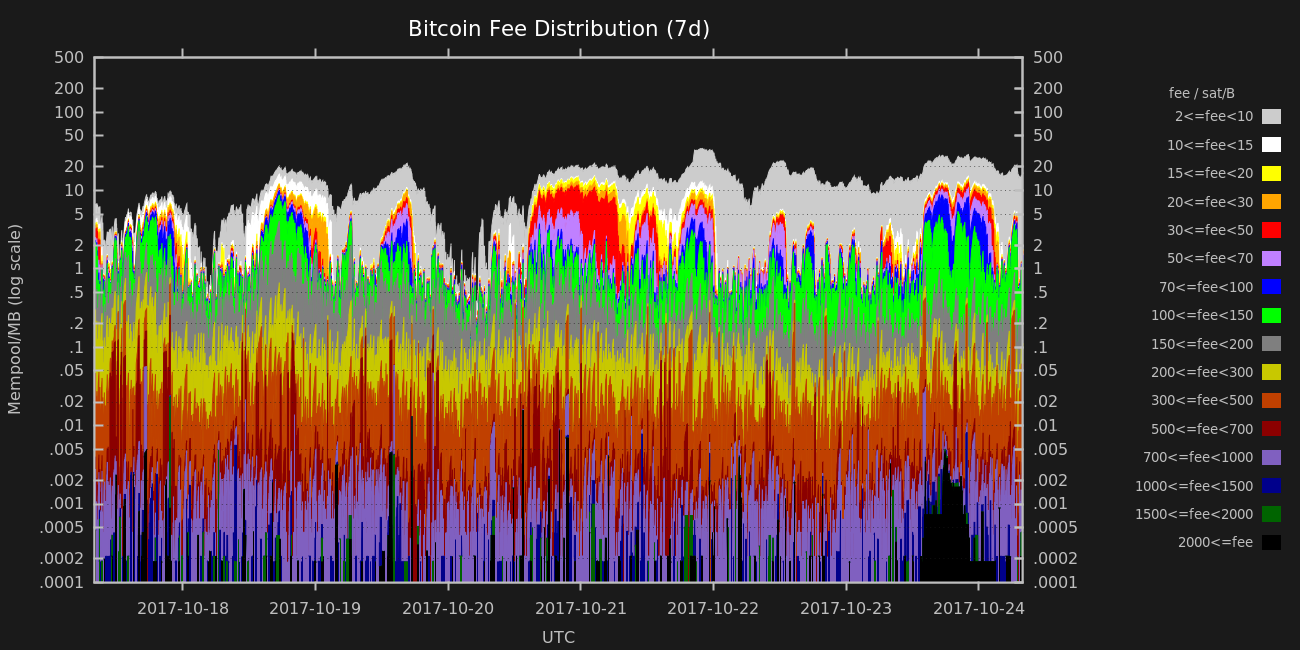 Bitcoin Fee Distribution (7d)
500
200
100
50
20
10
5
2
1
.5
.2
.1
.05
.02
.01
.005
.002
.001
.0005
.0002
.0001
Mempool/MB (log scale)
500
200
100
50
20
10
5
2
1
.5
.2
.1
.05
.02
.01
.005
.002
.001
.0005
.0002
.0001
2017-10-18
2017-10-19
2017-10-20
2017-10-21
2017-10-22
2017-10-23
2017-10-24
UTC
fee / sat/B
2<=fee<10
10<=fee<15
15<=fee<20
20<=fee<30
30<=fee<50
50<=fee<70
70<=fee<100
100<=fee<150
150<=fee<200
200<=fee<300
300<=fee<500
500<=fee<700
700<=fee<1000
1000<=fee<1500
1500<=fee<2000
2000<=fee